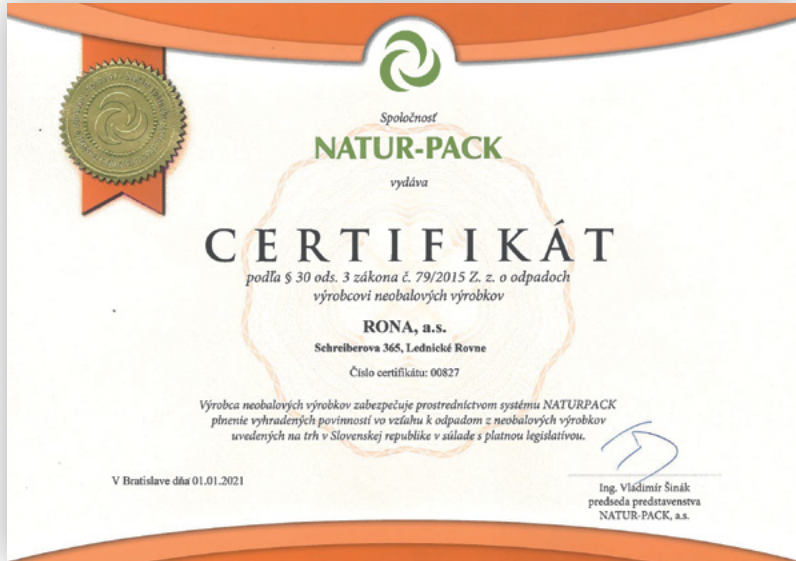 Spoločnosť
NATUR-PACK
vydáva
CERTIFIKÁT
podľa § 30 ods. 3 zákona č. 79/2015 Z. z. o odpadoch
výrobcovi neobalových výrobkov
RONA, a.s.
Schreiberova 365, Lednické Rovne
Číslo certifikátu: 00827
Výrobca neobalových výrobkov zabezpečuje prostredníctvom systému NATURPACK
plnenie vyhradených povinností vo vzťahu k odpadom z neobalových výrobkov
uvedených na trh v Slovenskej republike v súlade s platnou legislatívou.
V Bratislave dňa 01.01.2021
Ing. Vladimír Šinák
predseda predstavenstva
NATUR-PACK, a.s.